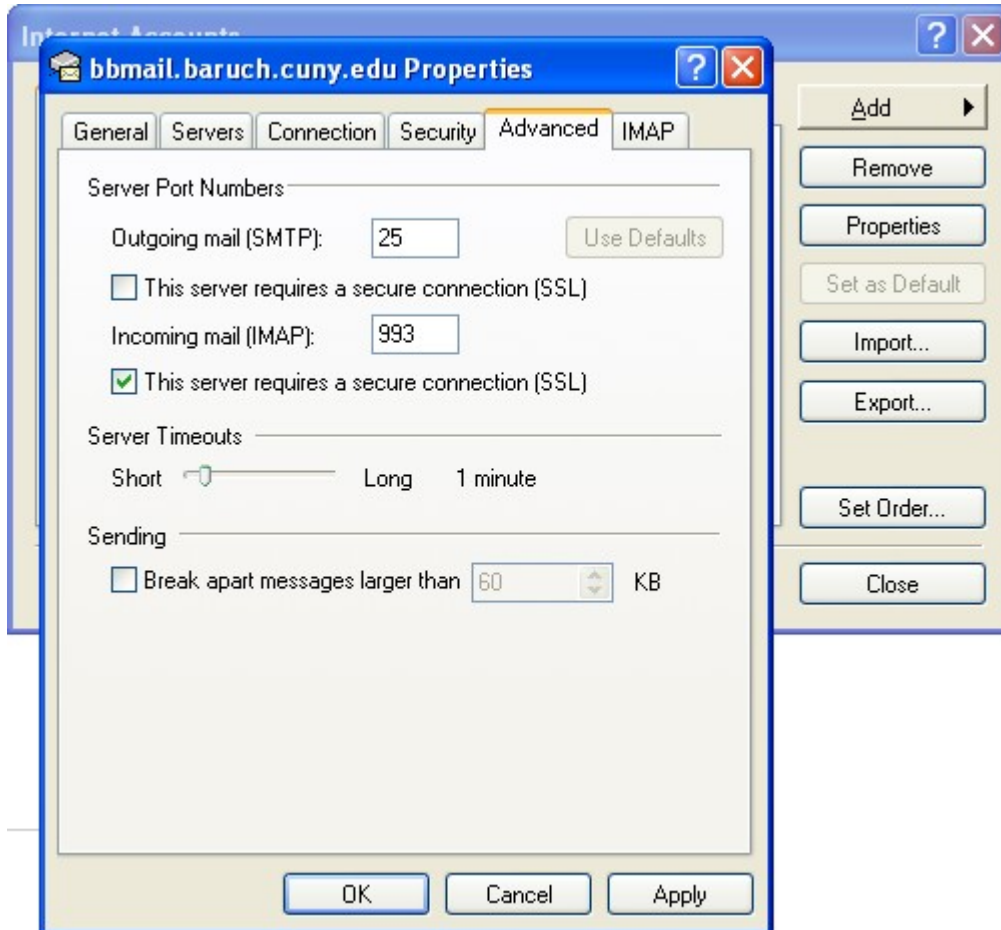 Internet Accounts
bbmail.baruch.cuny.edu Properties
General Servers Connection Security Advanced IMAP
Server Port Numbers
Outgoing mail (SMTP): 25 Use Defaults
This server requires a secure connection (SSL)
Incoming mail (IMAP): 993
This server requires a secure connection (SSL)
Server Timeouts
Short Long 1 minute
Sending
Break apart messages larger than 60 KB
OK Cancel Apply
Add
Remove
Properties
Set as Default
Import...
Export...
Set Order...
Close